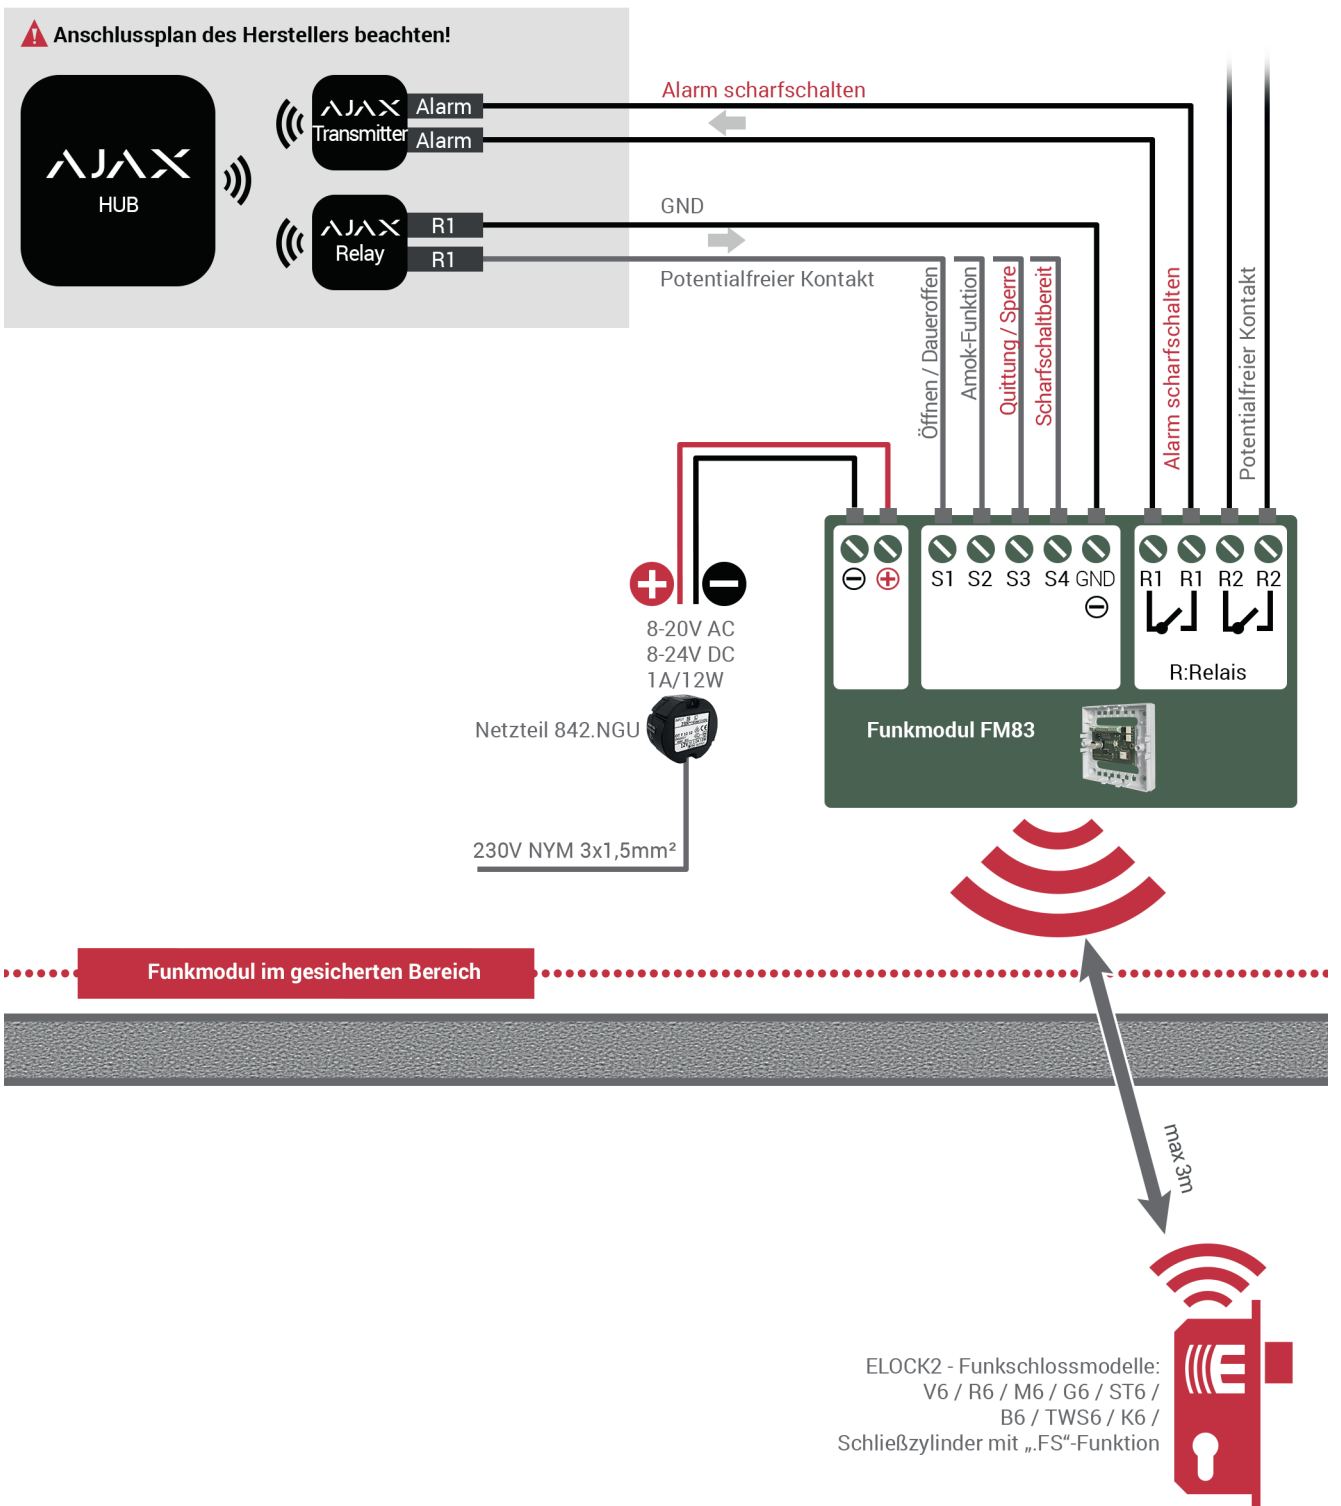 Anschlussplan des Herstellers beachten!
AJAX
HUB
AJAX
Transmitter
Alarm
Alarm
AJAX
Relay
R1
R1
Alarm scharfschalten
GND
Potentialfreier Kontakt
Öffnen / Daueroffen
Amok-Funktion
Quittung / Sperre
Scharfschaltbereit
Alarm scharfschalten
Potentialfreier Kontakt
S1 S2 S3 S4 GND
R1 R1 R2 R2
R:Relais
Funkmodul FM83
8-20V AC
8-24V DC
1A/12W
Netzteil 842.NGU
230V NYM 3x1,5mm²
Funkmodul im gesicherten Bereich
max 3m
ELOCK2 - Funkschlossmodelle:
V6 / R6 / M6 / G6 / ST6 /
B6 / TWS6 / K6 /
Schließzylinder mit „.FS“-Funktion